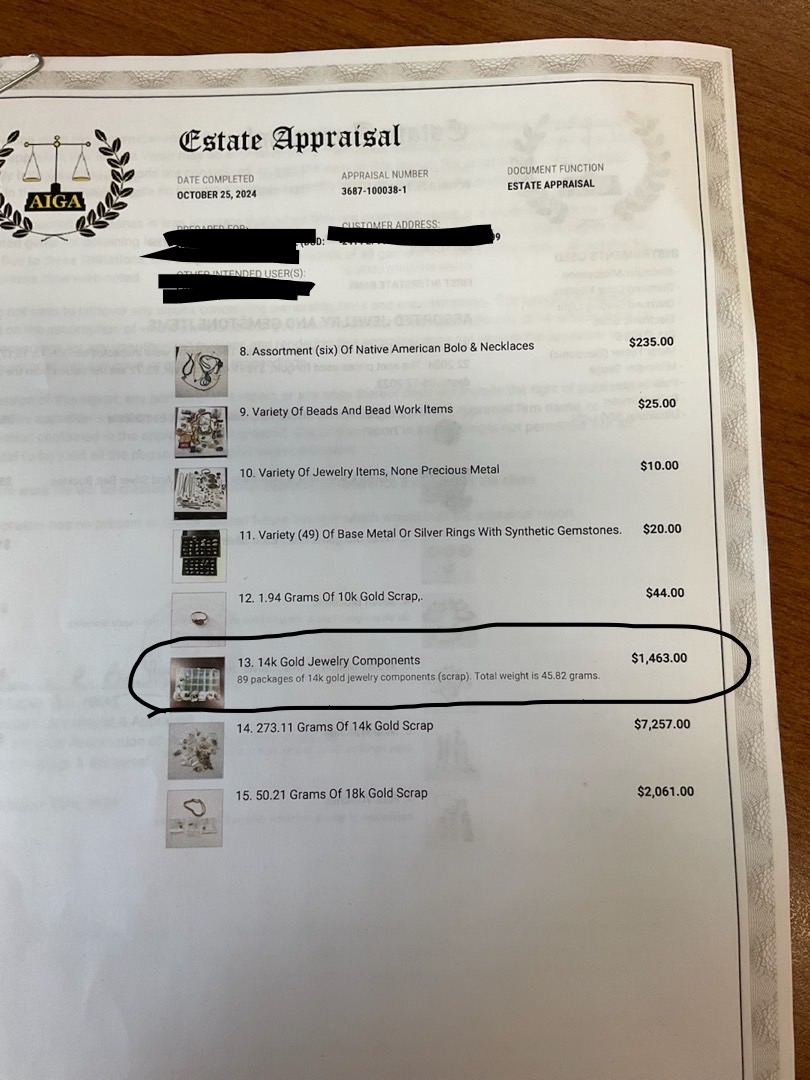 Estate Appraisal
AIGA
DATE COMPLETED
OCTOBER 25, 2024
APPRAISAL NUMBER
3687-100038-1
DOCUMENT FUNCTION
ESTATE APPRAISAL
PREPARED FOR:
CUSTOMER ADDRESS:
OTHER INTENDED USER(S):
8. Assortment (six) Of Native American Bolo & Necklaces $235.00
9. Variety Of Beads And Bead Work Items $25.00
10. Variety Of Jewelry Items, None Precious Metal $10.00
11. Variety (49) Of Base Metal Or Silver Rings With Synthetic Gemstones. $20.00
12. 1.94 Grams Of 10k Gold Scrap,. $44.00
13. 14k Gold Jewelry Components $1,463.00
89 packages of 14k gold jewelry components (scrap). Total weight is 45.82 grams.
14. 273.11 Grams Of 14k Gold Scrap $7,257.00
15. 50.21 Grams Of 18k Gold Scrap $2,061.00